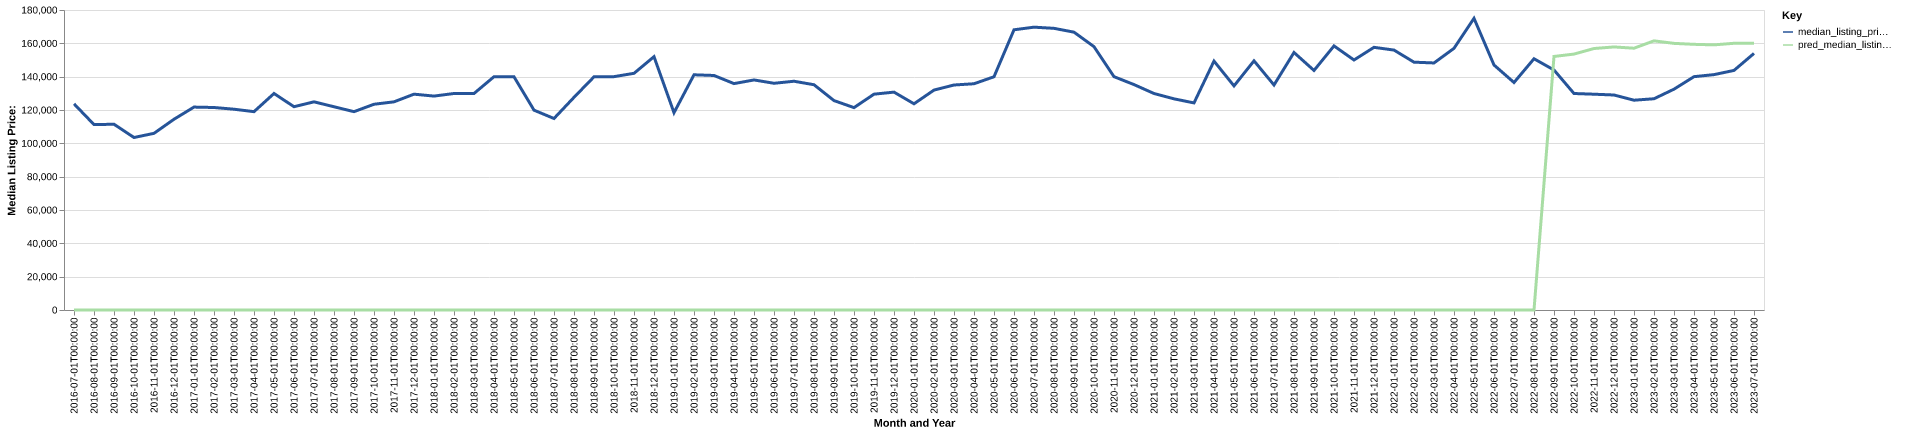 180,000
160,000
140,000
120,000
100,000
80,000
60,000
40,000
20,000
0
Median Listing Price:
2016-07-01T00:00:00
2016-08-01T00:00:00
2016-09-01T00:00:00
2016-10-01T00:00:00
2016-11-01T00:00:00
2016-12-01T00:00:00
2017-01-01T00:00:00
2017-02-01T00:00:00
2017-03-01T00:00:00
2017-04-01T00:00:00
2017-05-01T00:00:00
2017-06-01T00:00:00
2017-07-01T00:00:00
2017-08-01T00:00:00
2017-09-01T00:00:00
2017-10-01T00:00:00
2017-11-01T00:00:00
2017-12-01T00:00:00
2018-01-01T00:00:00
2018-02-01T00:00:00
2018-03-01T00:00:00
2018-04-01T00:00:00
2018-05-01T00:00:00
2018-06-01T00:00:00
2018-07-01T00:00:00
2018-08-01T00:00:00
2018-09-01T00:00:00
2018-10-01T00:00:00
2018-11-01T00:00:00
2018-12-01T00:00:00
2019-01-01T00:00:00
2019-02-01T00:00:00
2019-03-01T00:00:00
2019-04-01T00:00:00
2019-05-01T00:00:00
2019-06-01T00:00:00
2019-07-01T00:00:00
2019-08-01T00:00:00
2019-09-01T00:00:00
2019-10-01T00:00:00
2019-11-01T00:00:00
2019-12-01T00:00:00
2020-01-01T00:00:00
2020-02-01T00:00:00
2020-03-01T00:00:00
2020-04-01T00:00:00
2020-05-01T00:00:00
2020-06-01T00:00:00
2020-07-01T00:00:00
2020-08-01T00:00:00
2020-09-01T00:00:00
2020-10-01T00:00:00
2020-11-01T00:00:00
2020-12-01T00:00:00
2021-01-01T00:00:00
2021-02-01T00:00:00
2021-03-01T00:00:00
2021-04-01T00:00:00
2021-05-01T00:00:00
2021-06-01T00:00:00
2021-07-01T00:00:00
2021-08-01T00:00:00
2021-09-01T00:00:00
2021-10-01T00:00:00
2021-11-01T00:00:00
2021-12-01T00:00:00
2022-01-01T00:00:00
2022-02-01T00:00:00
2022-03-01T00:00:00
2022-04-01T00:00:00
2022-05-01T00:00:00
2022-06-01T00:00:00
2022-07-01T00:00:00
2022-08-01T00:00:00
2022-09-01T00:00:00
2022-10-01T00:00:00
2022-11-01T00:00:00
2022-12-01T00:00:00
2023-01-01T00:00:00
2023-02-01T00:00:00
2023-03-01T00:00:00
2023-04-01T00:00:00
2023-05-01T00:00:00
2023-06-01T00:00:00
2023-07-01T00:00:00
Month and Year
Key
median_listing_pri…
pred_median_listin…